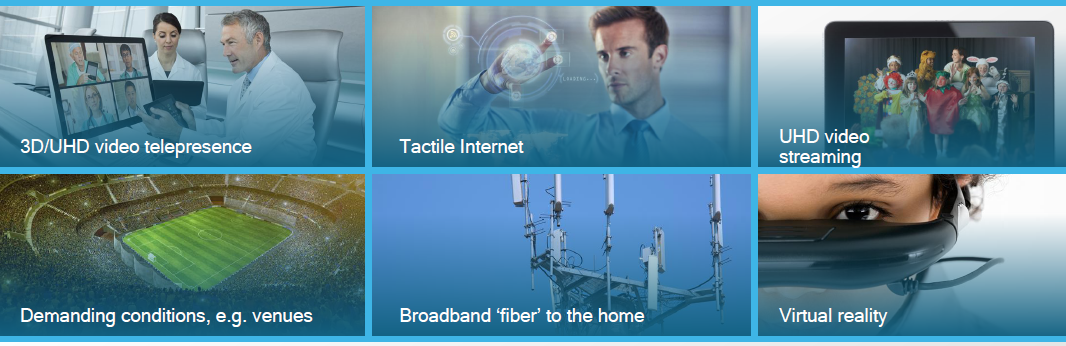 3D/UHD video telepresence
Tactile Internet
UHD video
streaming
Demanding conditions, e.g. venues
Broadband ‘fiber’ to the home
Virtual reality